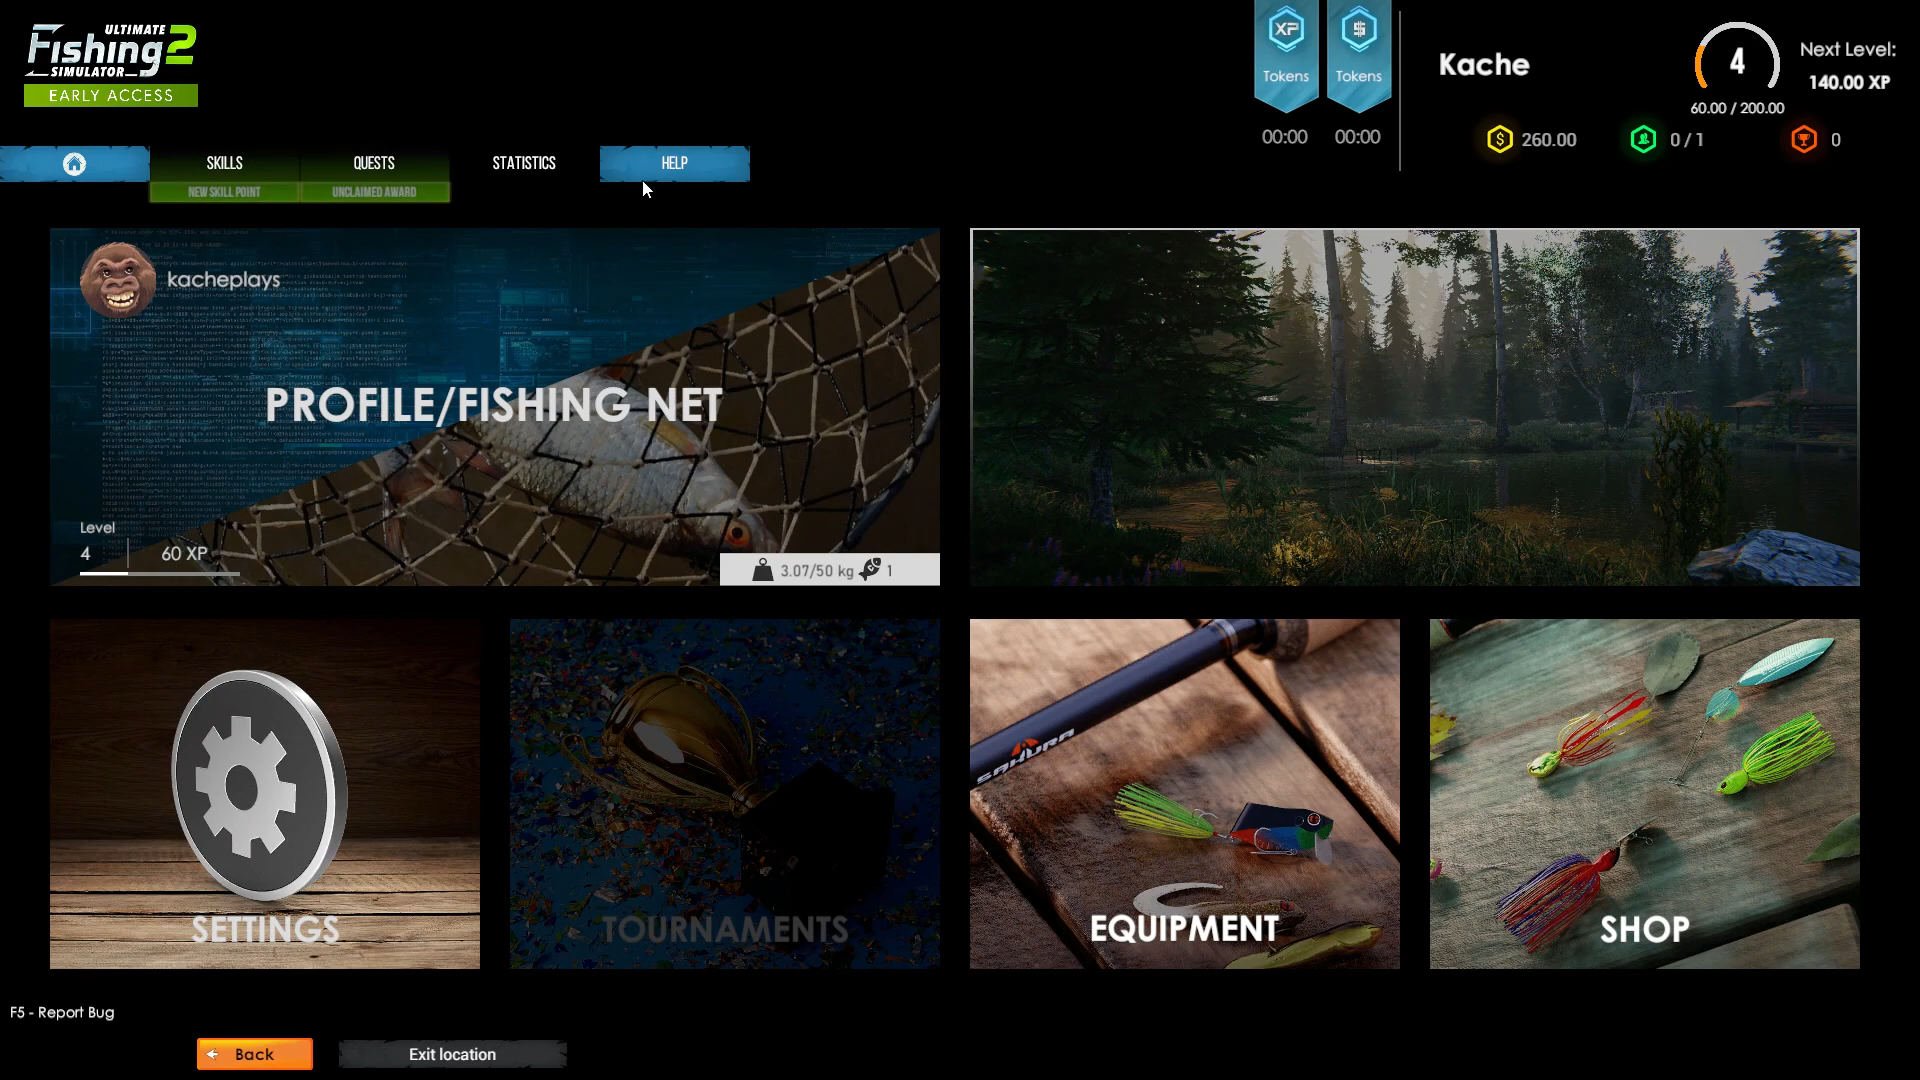 ULTIMATE
Fishing 2
SIMULATOR
EARLY ACCESS
XP
Tokens
00:00
$
Tokens
00:00
Kache
4
60.00 / 200.00
Next Level:
140.00 XP
$ 260.00
0 / 1
0
SKILLS
QUESTS
STATISTICS
HELP
NEW SKILL POINT
UNCLAIMED AWARD
kacheplays
PROFILE/FISHING NET
Level
4
60 XP
3.07/50 kg
1
SAKURA
SETTINGS
TOURNAMENTS
EQUIPMENT
SHOP
F5 - Report Bug
Back
Exit location